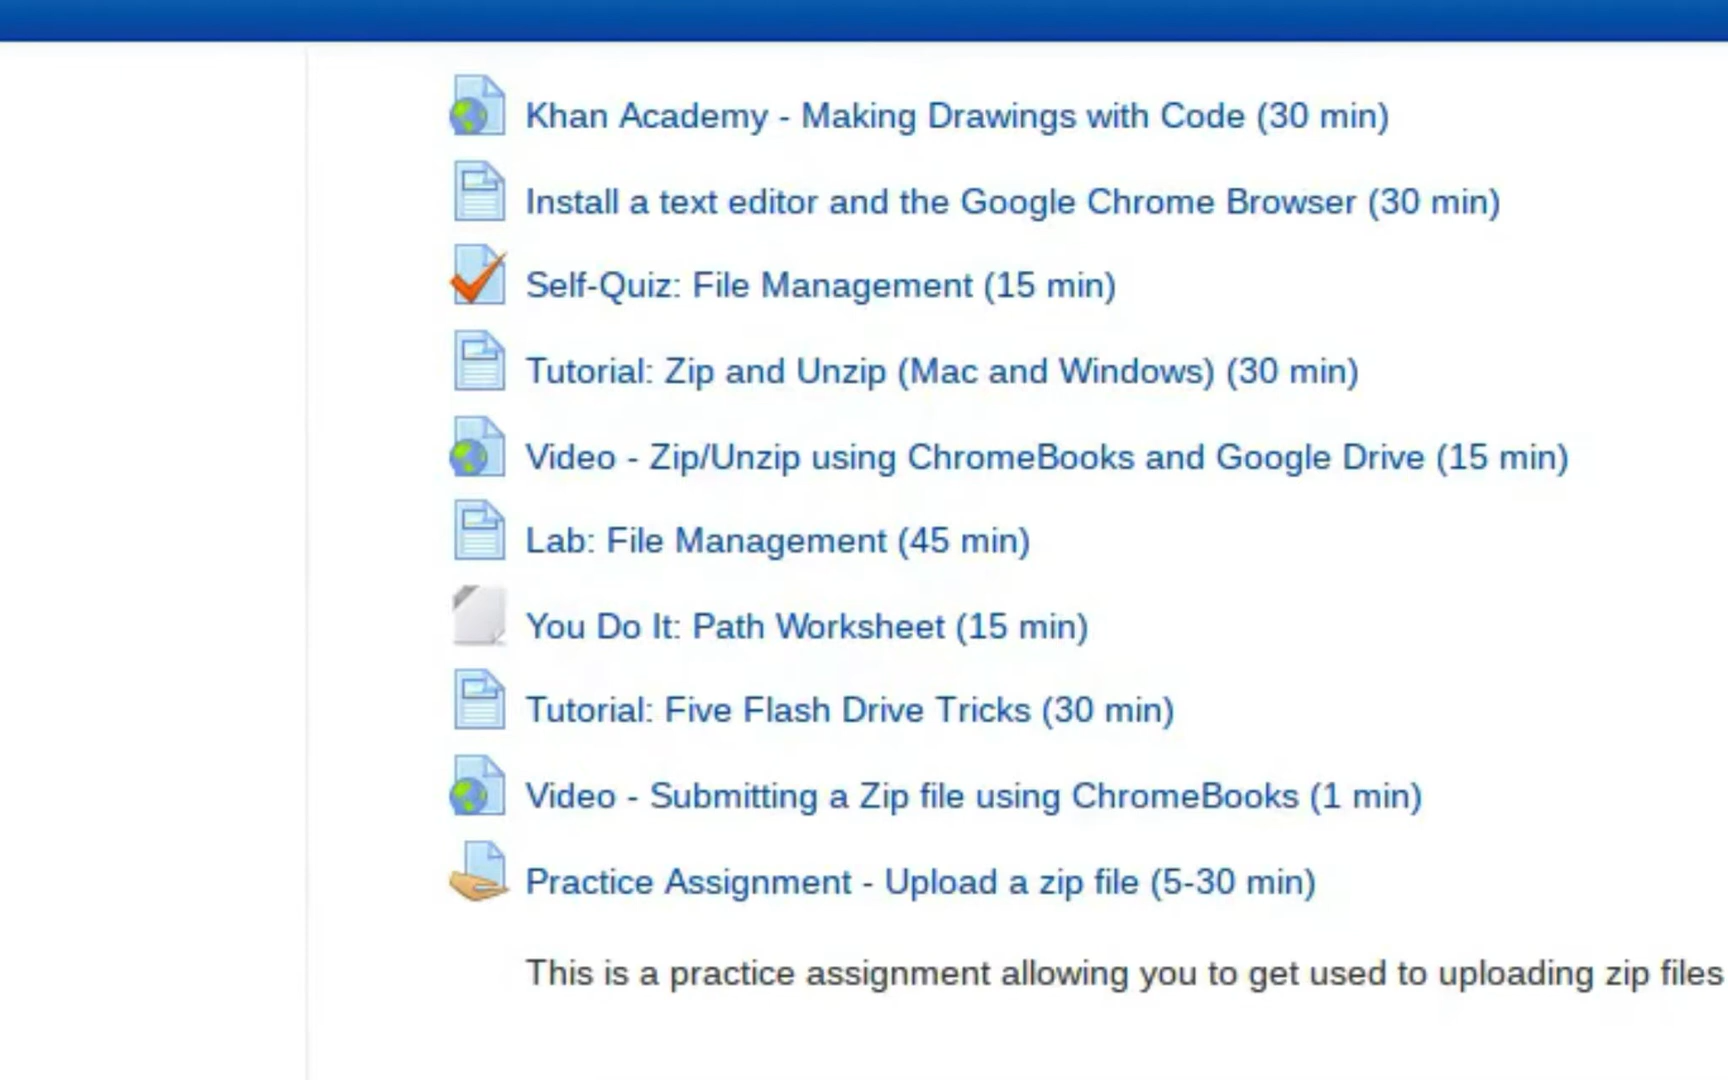 Khan Academy - Making Drawings with Code (30 min)
Install a text editor and the Google Chrome Browser (30 min)
Self-Quiz: File Management (15 min)
Tutorial: Zip and Unzip (Mac and Windows) (30 min)
Video - Zip/Unzip using ChromeBooks and Google Drive (15 min)
Lab: File Management (45 min)
You Do It: Path Worksheet (15 min)
Tutorial: Five Flash Drive Tricks (30 min)
Video - Submitting a Zip file using ChromeBooks (1 min)
Practice Assignment - Upload a zip file (5-30 min)
This is a practice assignment allowing you to get used to uploading zip files